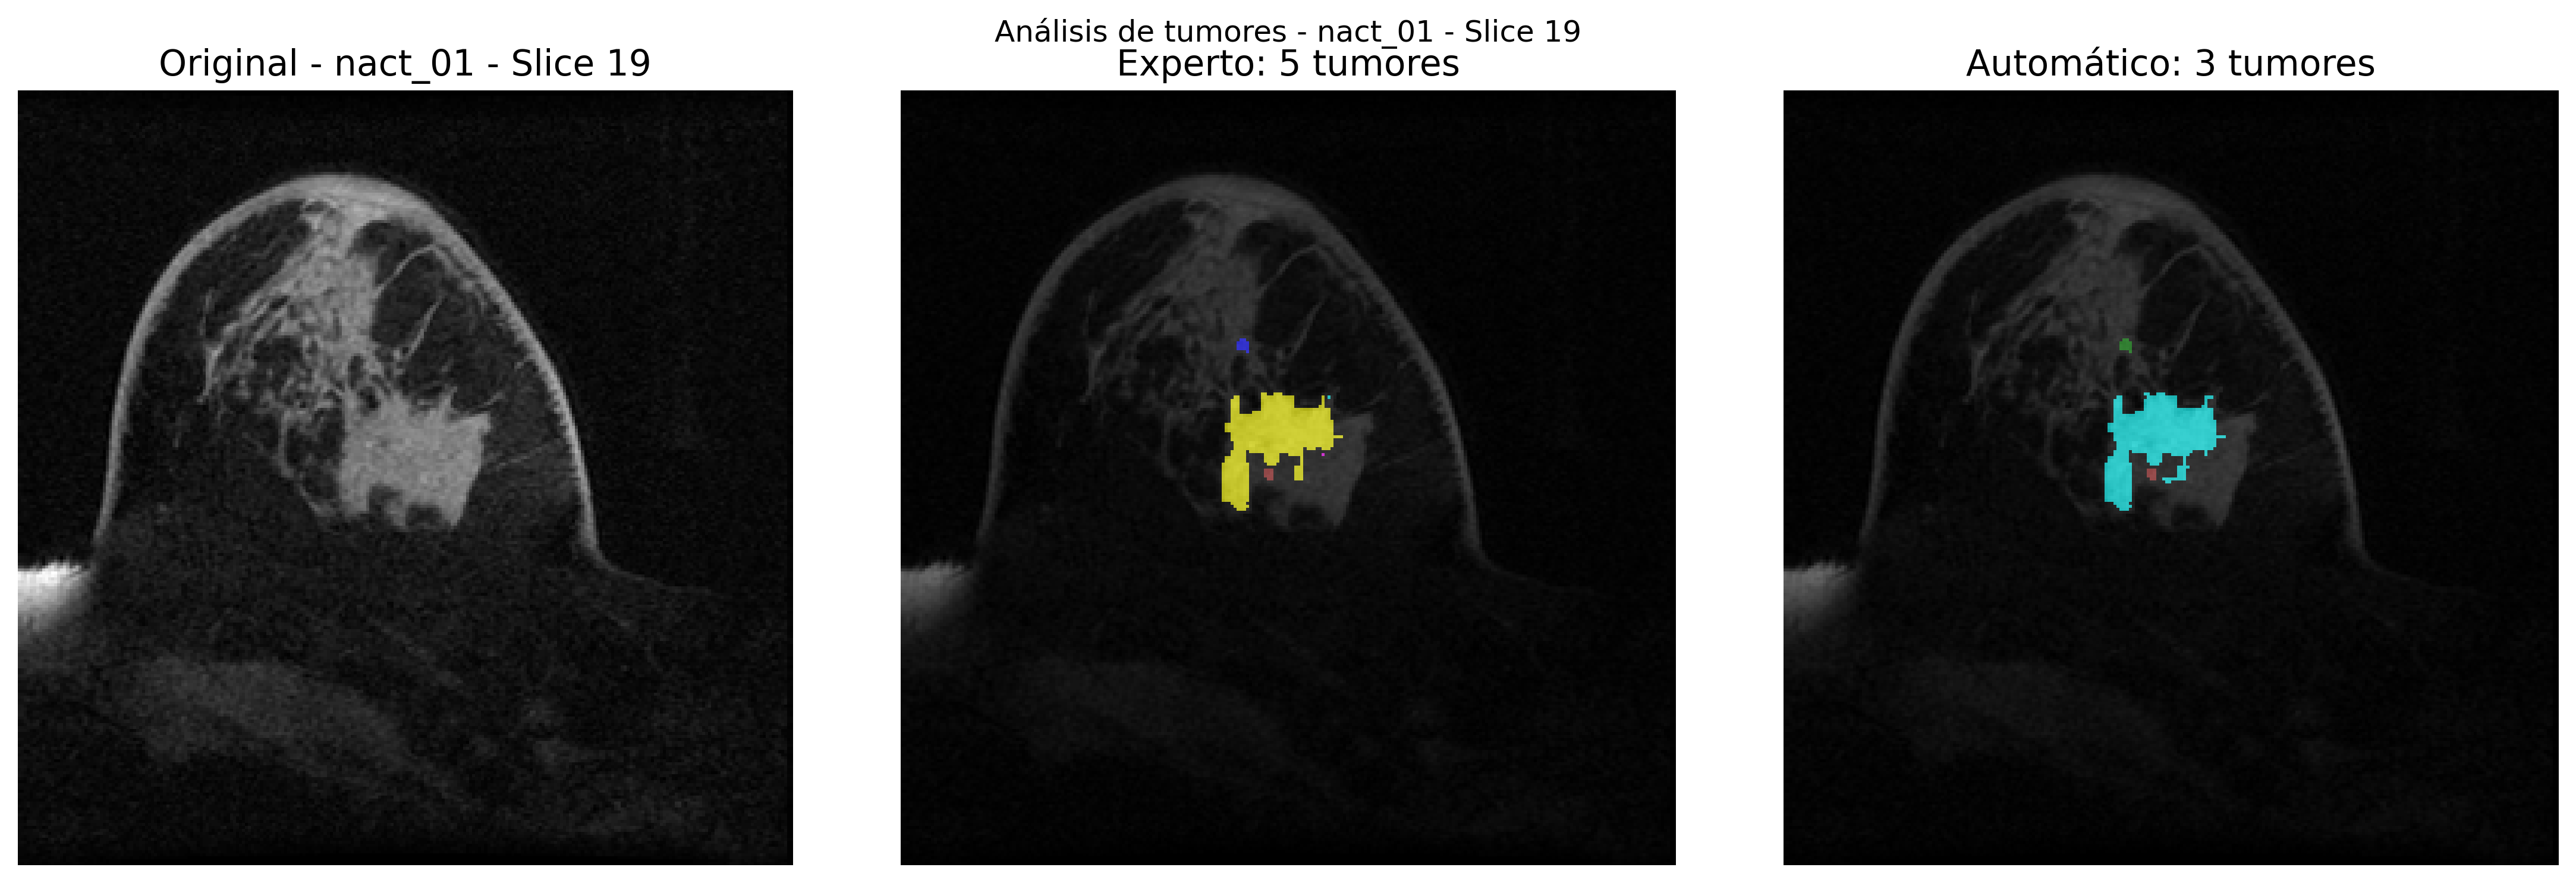 Análisis de tumores - nact_01 - Slice 19
Original - nact_01 - Slice 19
Experto: 5 tumores
Automático: 3 tumores